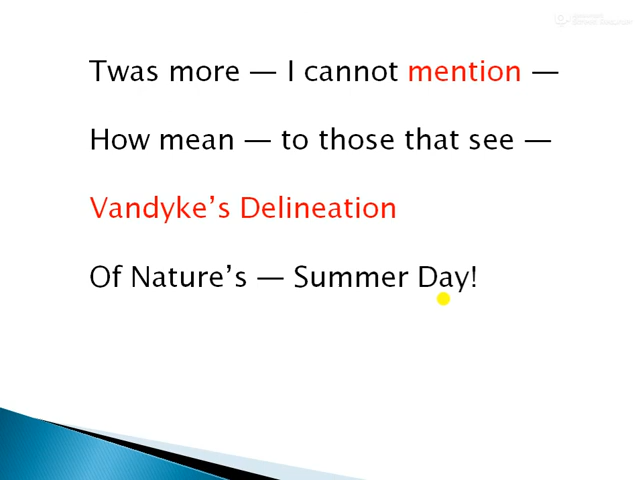 Twas more — I cannot mention —
How mean — to those that see —
Vandyke’s Delineation
Of Nature’s — Summer Day!